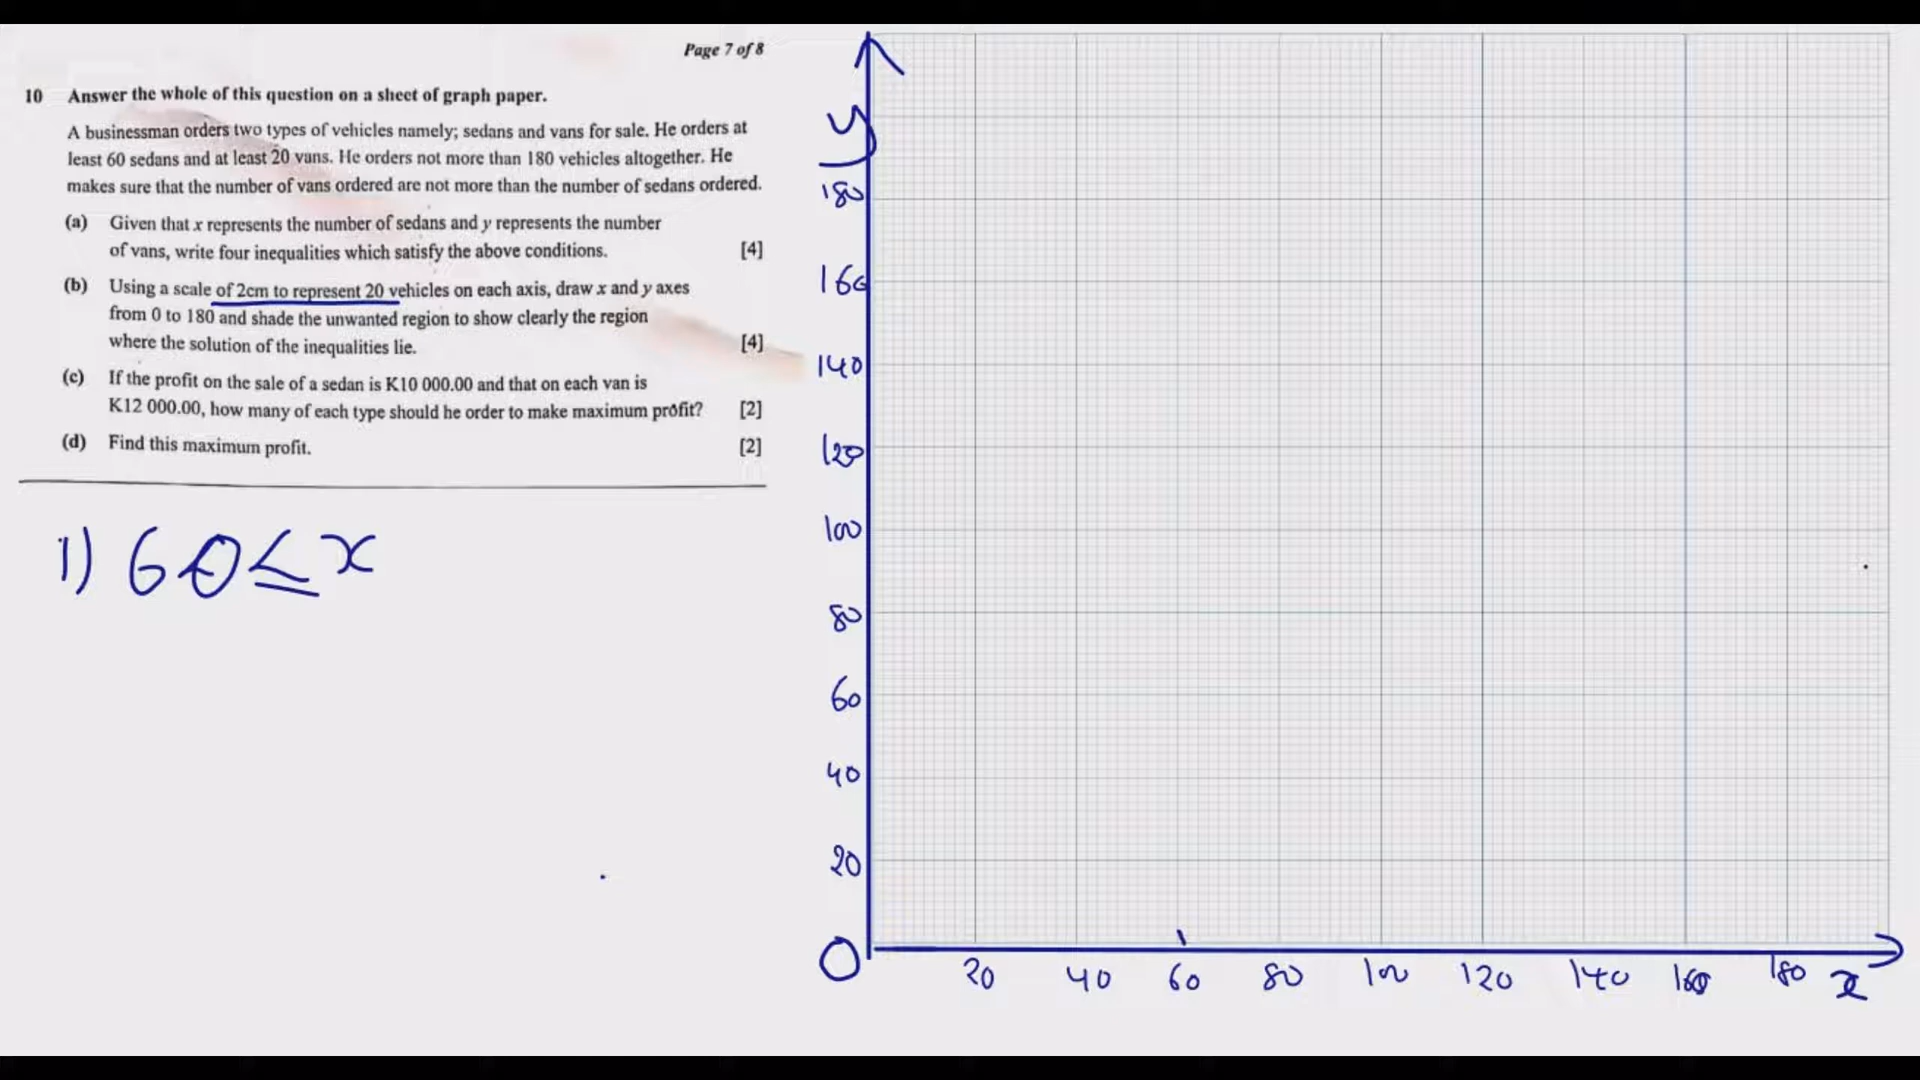 Page 7 of 8
10 Answer the whole of this question on a sheet of graph paper.
A businessman orders two types of vehicles namely; sedans and vans for sale. He orders at
least 60 sedans and at least 20 vans. He orders not more than 180 vehicles altogether. He
makes sure that the number of vans ordered are not more than the number of sedans ordered.
(a) Given that x represents the number of sedans and y represents the number
of vans, write four inequalities which satisfy the above conditions. [4]
(b) Using a scale of 2cm to represent 20 vehicles on each axis, draw x and y axes
from 0 to 180 and shade the unwanted region to show clearly the region
where the solution of the inequalities lie. [4]
(c) If the profit on the sale of a sedan is K10 000.00 and that on each van is
K12 000.00, how many of each type should he order to make maximum profit? [2]
(d) Find this maximum profit. [2]
1) 60 ≤ x
y
180
160
140
120
100
80
60
40
20
0
20 40 60 80 100 120 140 160 180 x